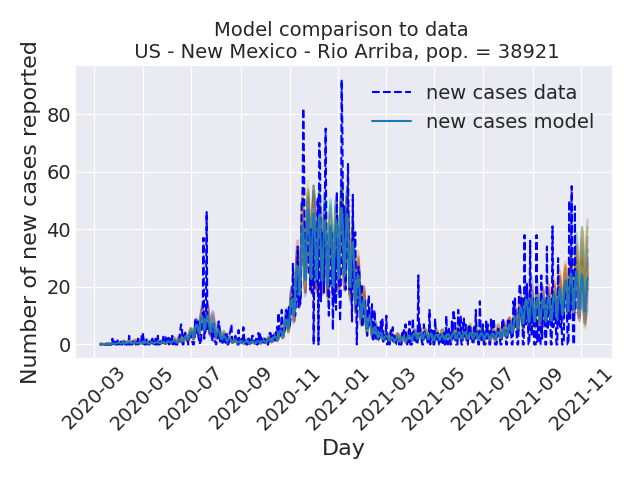 Model comparison to data
US - New Mexico - Rio Arriba, pop. = 38921
Number of new cases reported
80
60
40
20
0
new cases data
new cases model
2020-03
2020-05
2020-07
2020-09
2020-11
2021-01
2021-03
2021-05
2021-07
2021-09
2021-11
Day